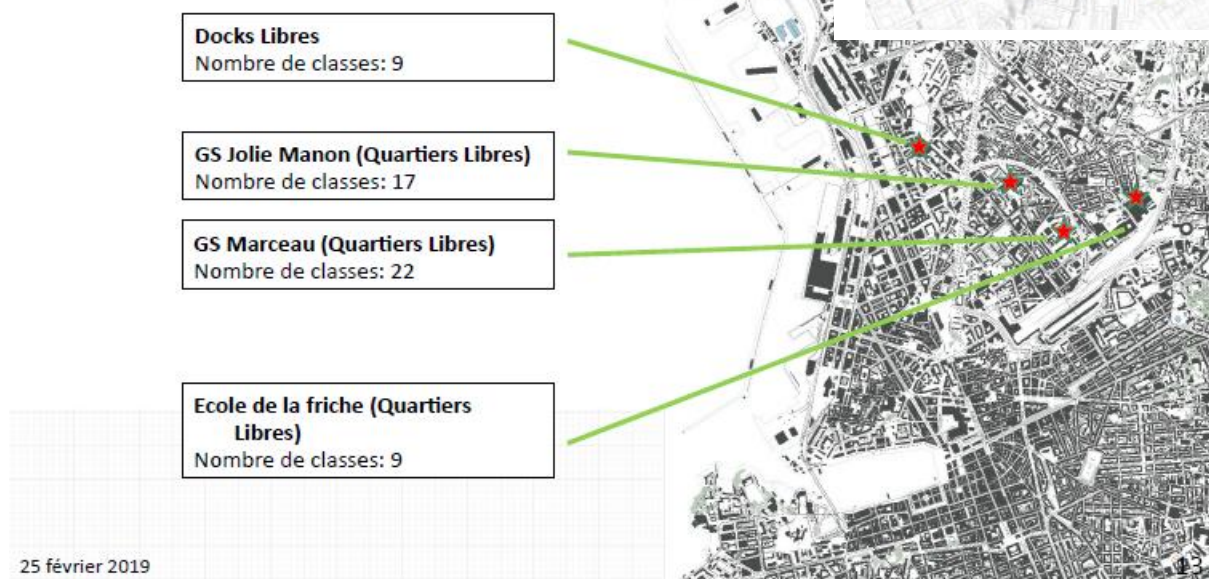 Docks Libres
Nombre de classes: 9
GS Jolie Manon (Quartiers Libres)
Nombre de classes: 17
GS Marceau (Quartiers Libres)
Nombre de classes: 22
Ecole de la friche (Quartiers
Libres)
Nombre de classes: 9
25 février 2019
13